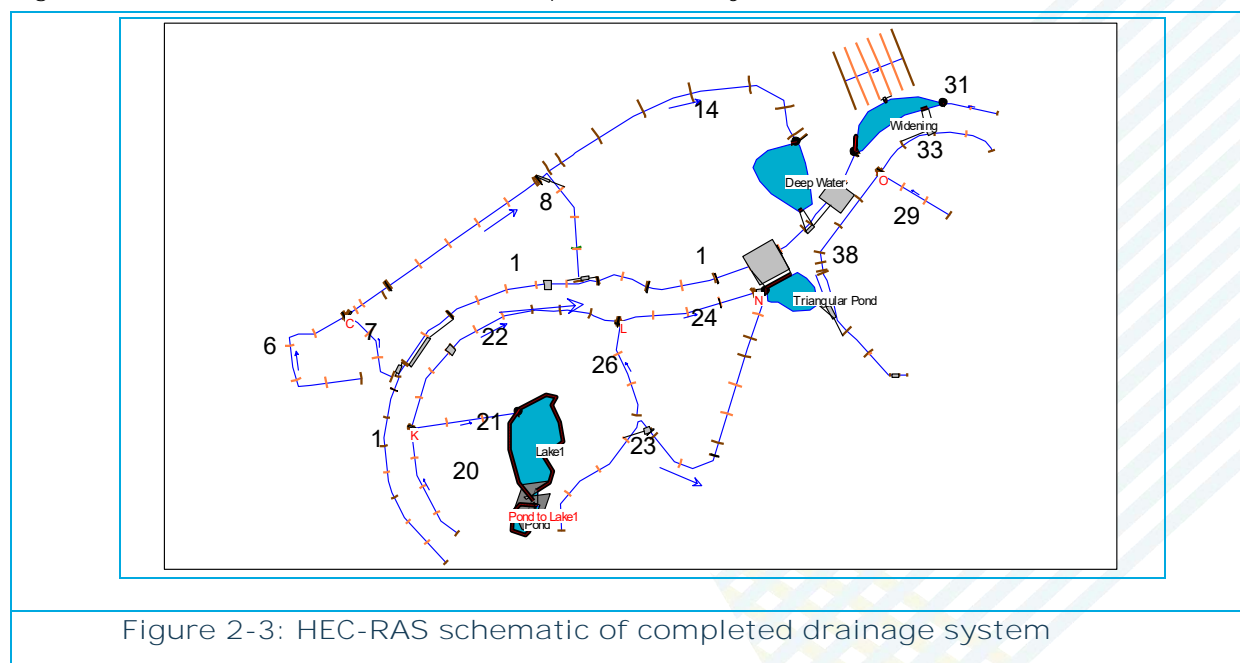 31
14
Widening
33
Deep Water
O
8
29
1
1
38
N
Triangular Pond
C
7
6
22
L
24
26
21
K
1
Lake1
23
20
Pond to Lake1
Pond
Figure 2-3: HEC-RAS schematic of completed drainage system